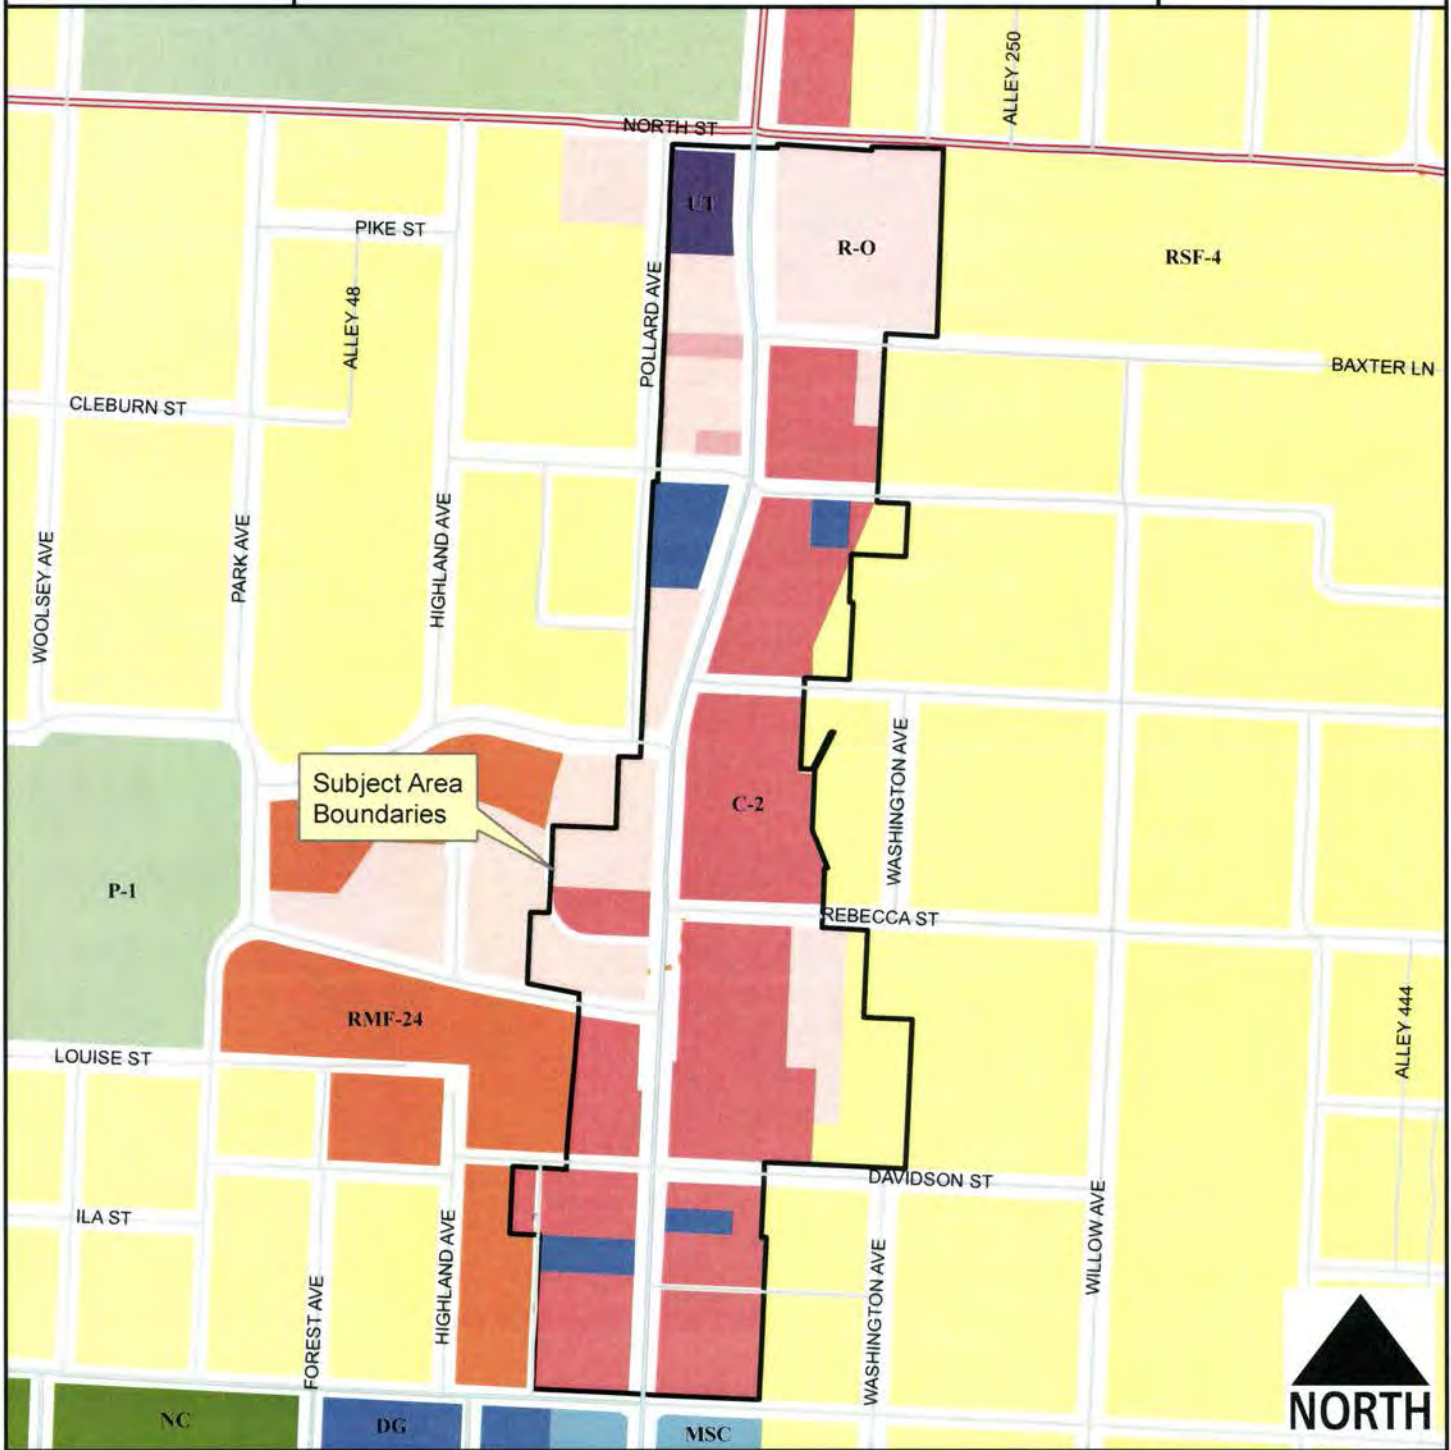 ALLEY 250
NORTH ST
UT
PIKE ST
R-O
RSF-4
ALLEY 48
POLLARD AVE
BAXTER LN
CLEBURN ST
WOOLSEY AVE
PARK AVE
HIGHLAND AVE
Subject Area
Boundaries
C-2
WASHINGTON AVE
P-1
REBECCA ST
RMF-24
LOUISE ST
ALLEY 444
DAVIDSON ST
ILA ST
FOREST AVE
HIGHLAND AVE
WASHINGTON AVE
WILLOW AVE
NC
DG
MSC
NORTH